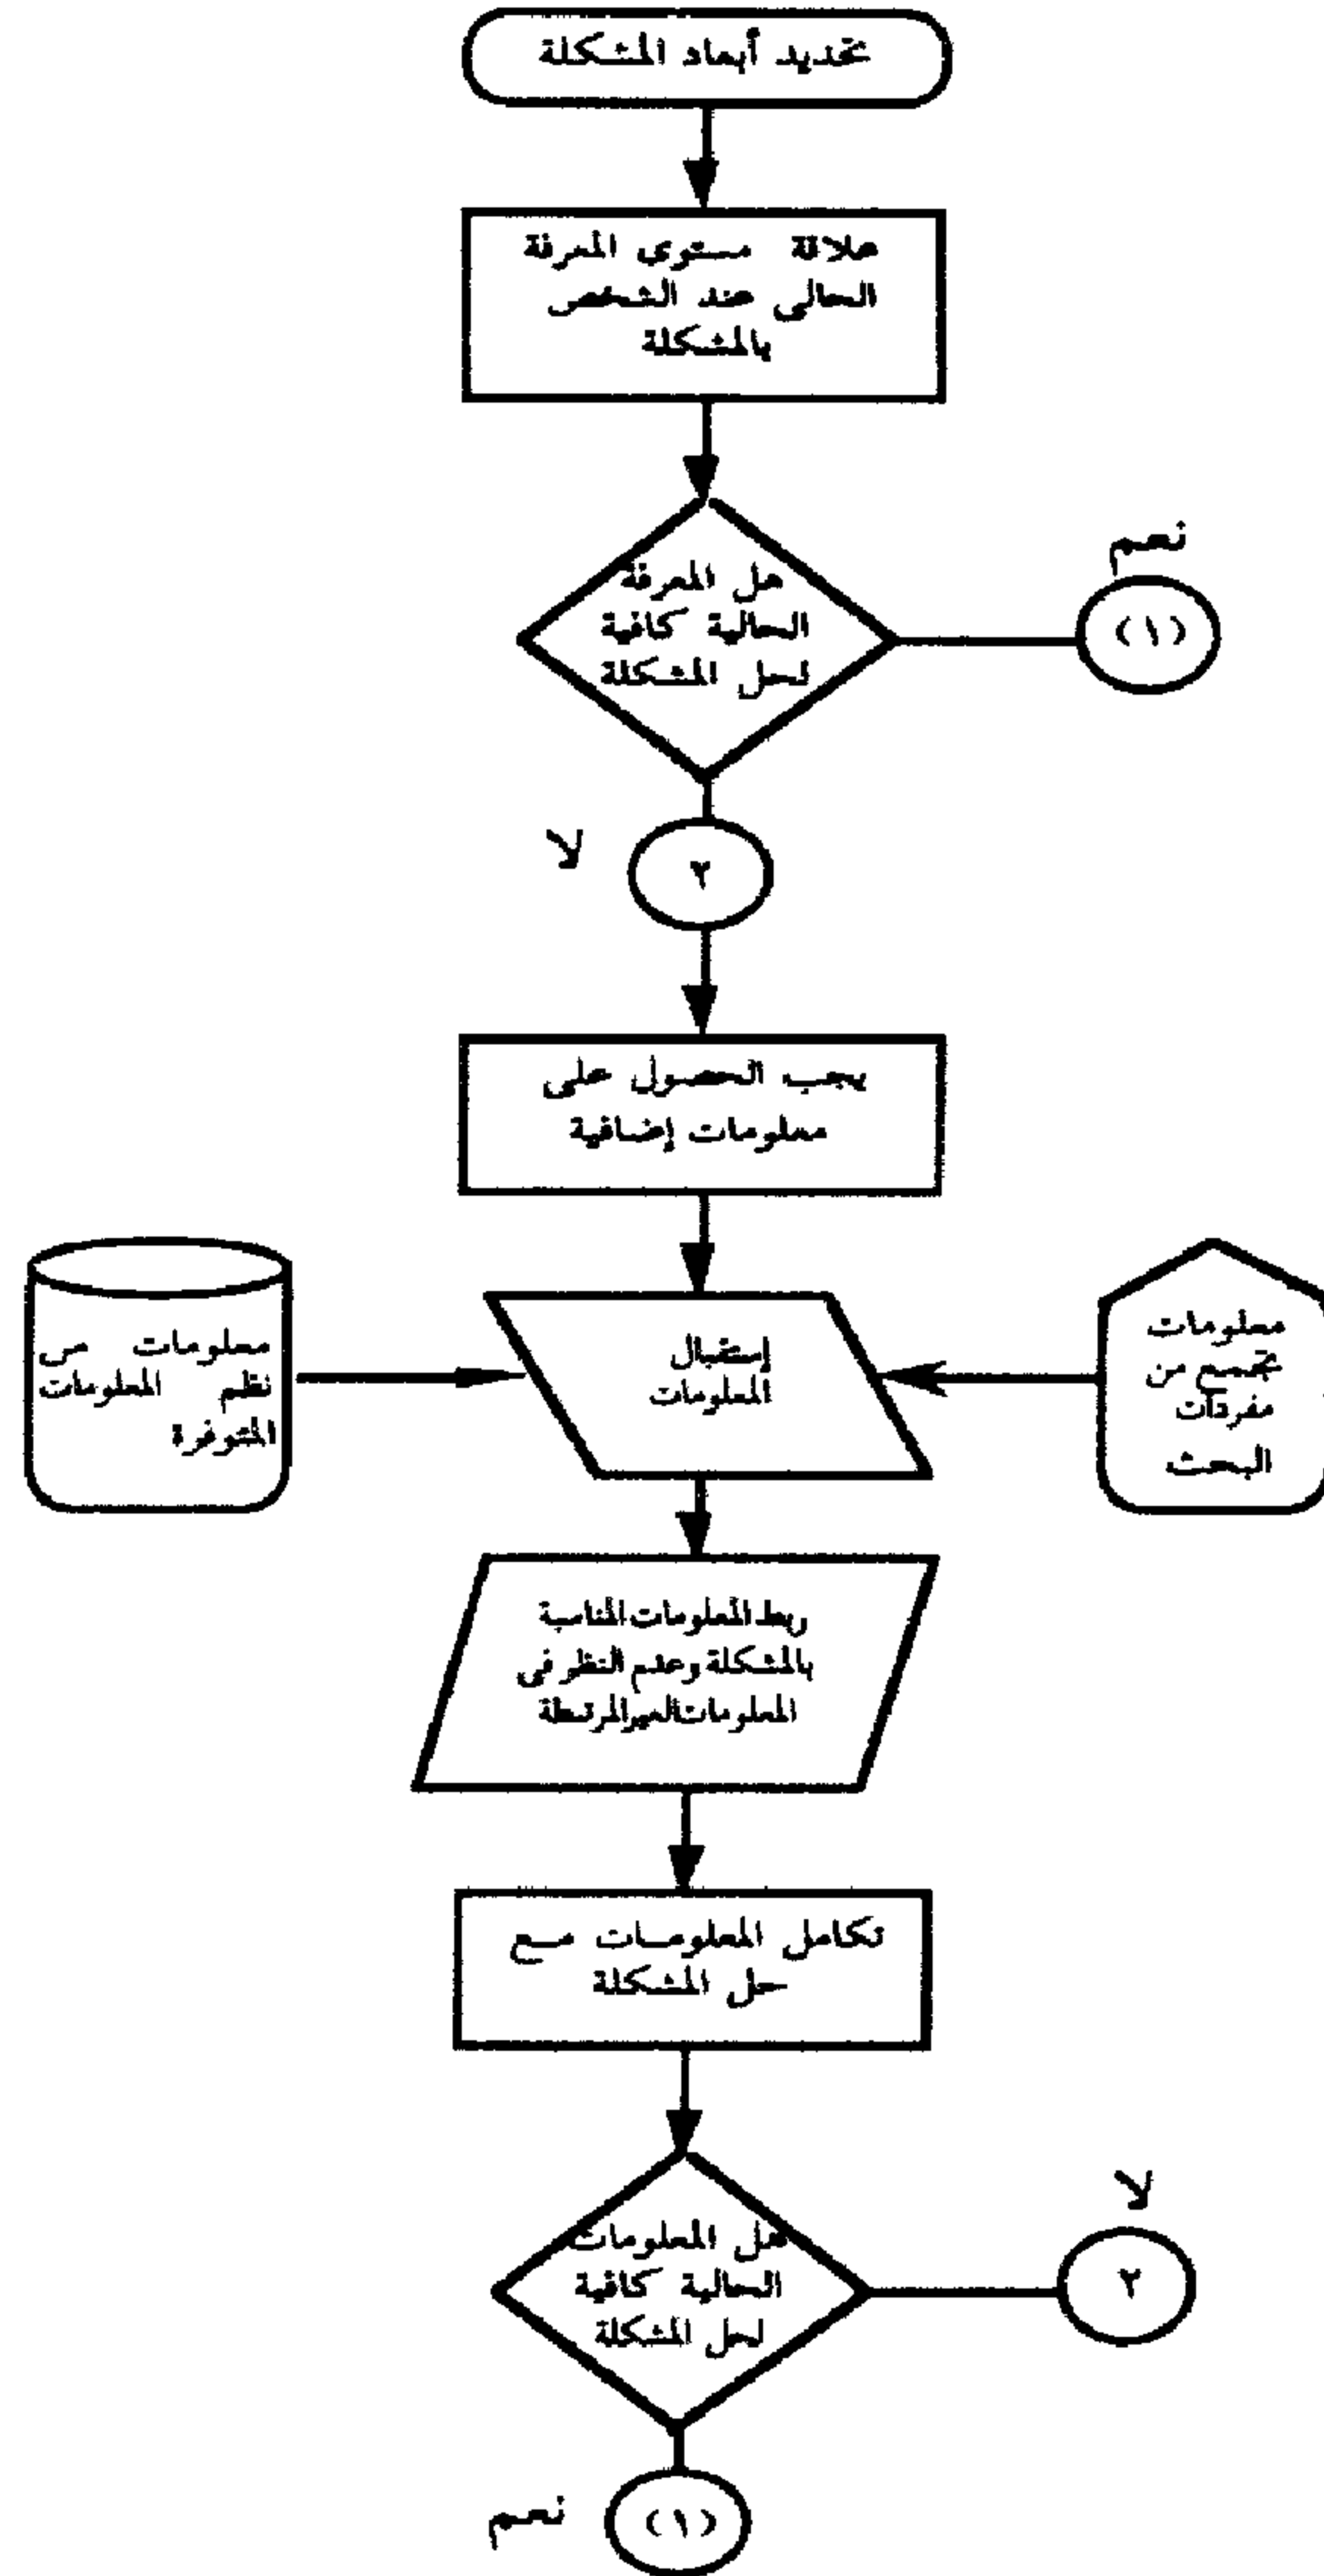 تحديد أبعاد المشكلة
علاقة مستوى المعرفة
الحالى عند الشخص
بالمشكلة
هل المعرفة
الحالية كافية
لحل المشكلة
نعم
(١)
لا
٢
يجب الحصول على
معلومات إضافية
معلومات
تجميع من
مفردات
البحث
إستقبال
المعلومات
معلومات من
نظم المعلومات
المتوفرة
ربط المعلومات المناسبة
بالمشكلة وعدم النظر فى
المعلومات الغير المرتبطة
تكامل المعلومات مع
حل المشكلة
هل المعلومات
الحالية كافية
لحل المشكلة
لا
٢
نعم
(١)